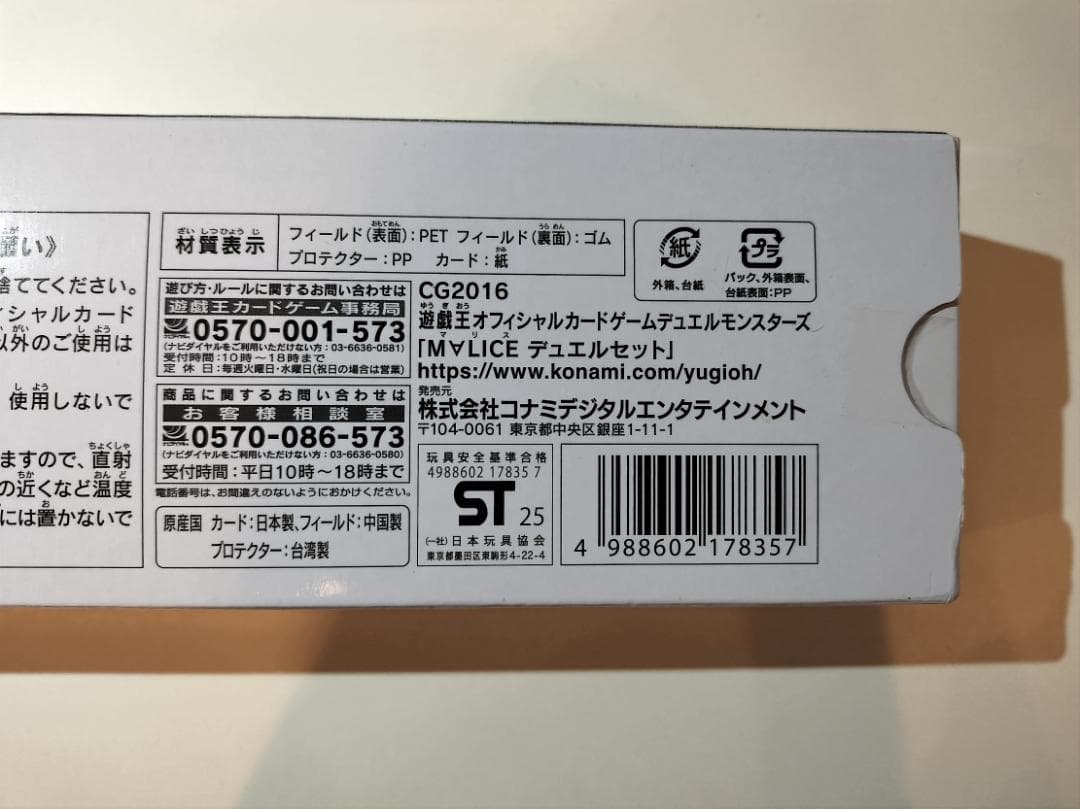 い》
捨ててください。
ィシャルカード
以外のご使用は
使用しないで
ますので、直射
の近くなど温度
には置かないで
材質表示
フィールド(表面):PET フィールド(裏面):ゴム
プロテクター:PP カード:紙
紙
外箱、台紙
プラ
パック、外箱表面、
台紙表面:PP
遊び方・ルールに関するお問い合わせは
遊戯王カードゲーム事務局
0570-001-573
(ナビダイヤルをご利用いただけない方:03-6636-0581)
受付時間:10時〜18時まで
定休日:毎週火曜日・水曜日(祝日の場合は営業)
商品に関するお問い合わせは
お客様相談室
0570-086-573
(ナビダイヤルをご利用いただけない方:03-6636-0580)
受付時間:平日10時〜18時まで
電話番号は、お間違えのないようにおかけください。
原産国 カード:日本製、フィールド:中国製
プロテクター:台湾製
CG2016
遊戯王オフィシャルカードゲームデュエルモンスターズ
「M∀LICE デュエルセット」
https://www.konami.com/yugioh/
発売元
株式会社コナミデジタルエンタテインメント
〒104-0061 東京都中央区銀座1-11-1
玩具安全基準合格
4988602 17835 7
ST 25
(一社)日本玩具協会
東京都墨田区東駒形4-22-4
4 988602 178357